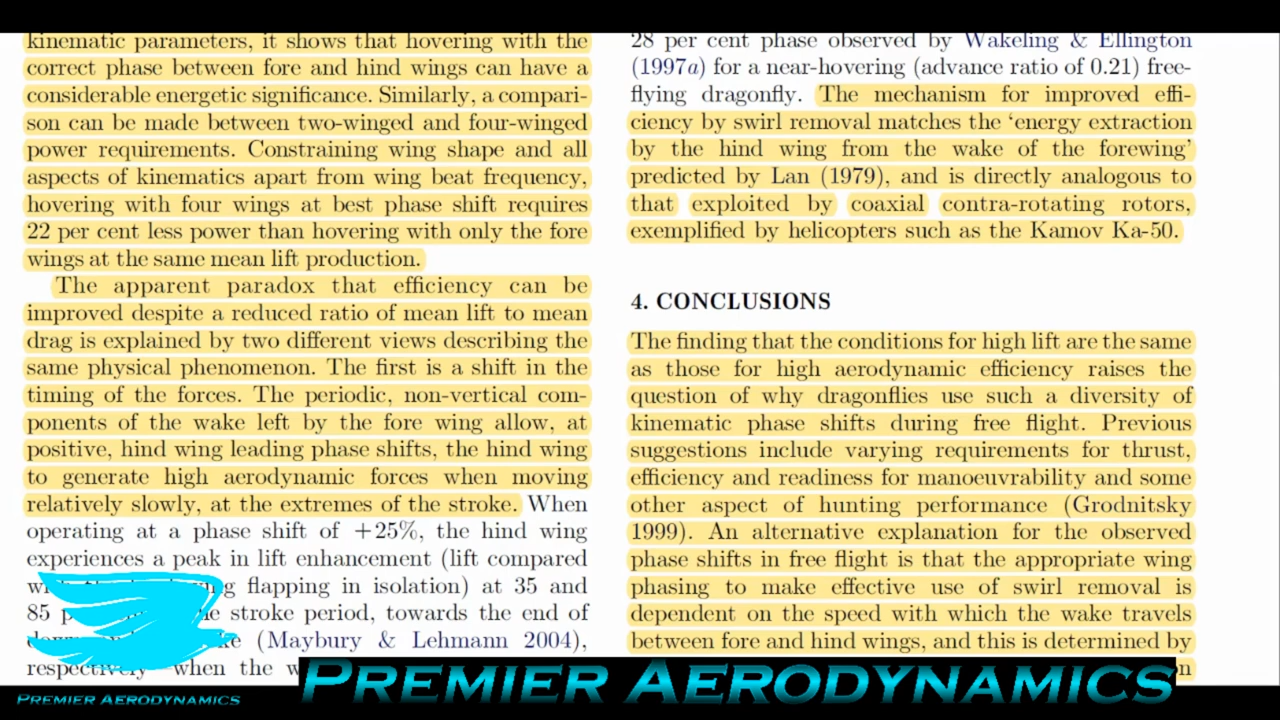 kinematic parameters, it shows that hovering with the
correct phase between fore and hind wings can have a
considerable energetic significance. Similarly, a compari-
son can be made between two-winged and four-winged
power requirements. Constraining wing shape and all
aspects of kinematics apart from wing beat frequency,
hovering with four wings at best phase shift requires
22 per cent less power than hovering with only the fore
wings at the same mean lift production.
The apparent paradox that efficiency can be
improved despite a reduced ratio of mean lift to mean
drag is explained by two different views describing the
same physical phenomenon. The first is a shift in the
timing of the forces. The periodic, non-vertical com-
ponents of the wake left by the fore wing allow, at
positive, hind wing leading phase shifts, the hind wing
to generate high aerodynamic forces when moving
relatively slowly, at the extremes of the stroke. When
operating at a phase shift of +25%, the hind wing
experiences a peak in lift enhancement (lift compared
flapping in isolation) at 35 and
85 stroke period, towards the end of
(Maybury & Lehmann 2004),
respectively when the
28 per cent phase observed by Wakeling & Ellington
(1997a) for a near-hovering (advance ratio of 0.21) free-
flying dragonfly. The mechanism for improved effi-
ciency by swirl removal matches the 'energy extraction
by the hind wing from the wake of the forewing'
predicted by Lan (1979), and is directly analogous to
that exploited by coaxial contra-rotating rotors,
exemplified by helicopters such as the Kamov Ka-50.
4. CONCLUSIONS
The finding that the conditions for high lift are the same
as those for high aerodynamic efficiency raises the
question of why dragonflies use such a diversity of
kinematic phase shifts during free flight. Previous
suggestions include varying requirements for thrust,
efficiency and readiness for manoeuvrability and some
other aspect of hunting performance (Grodnitsky
1999). An alternative explanation for the observed
phase shifts in free flight is that the appropriate wing
phasing to make effective use of swirl removal is
dependent on the speed with which the wake travels
between fore and hind wings, and this is determined by
PREMIER AERODYNAMICS
PREMIER AERODYNAMICS